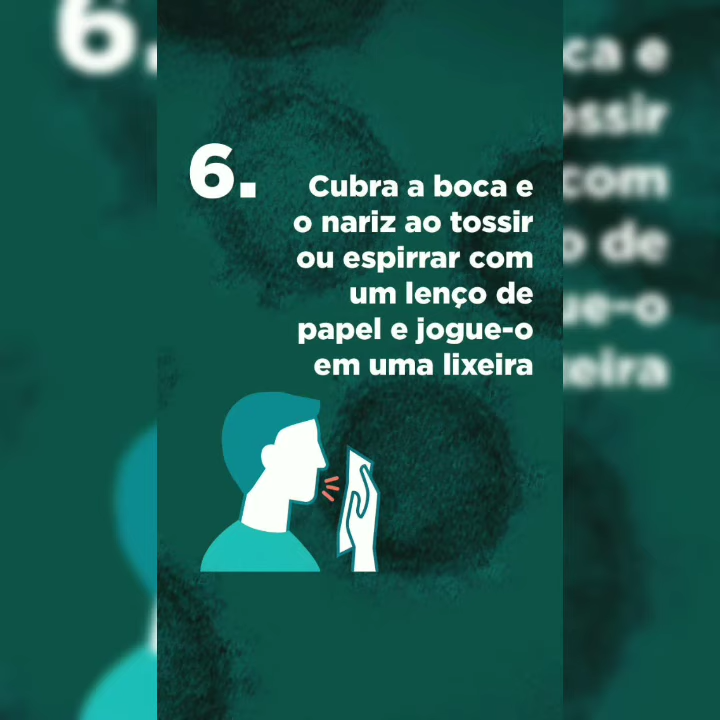 6.
Cubra a boca e
o nariz ao tossir
ou espirrar com
um lenço de
papel e jogue-o
em uma lixeira